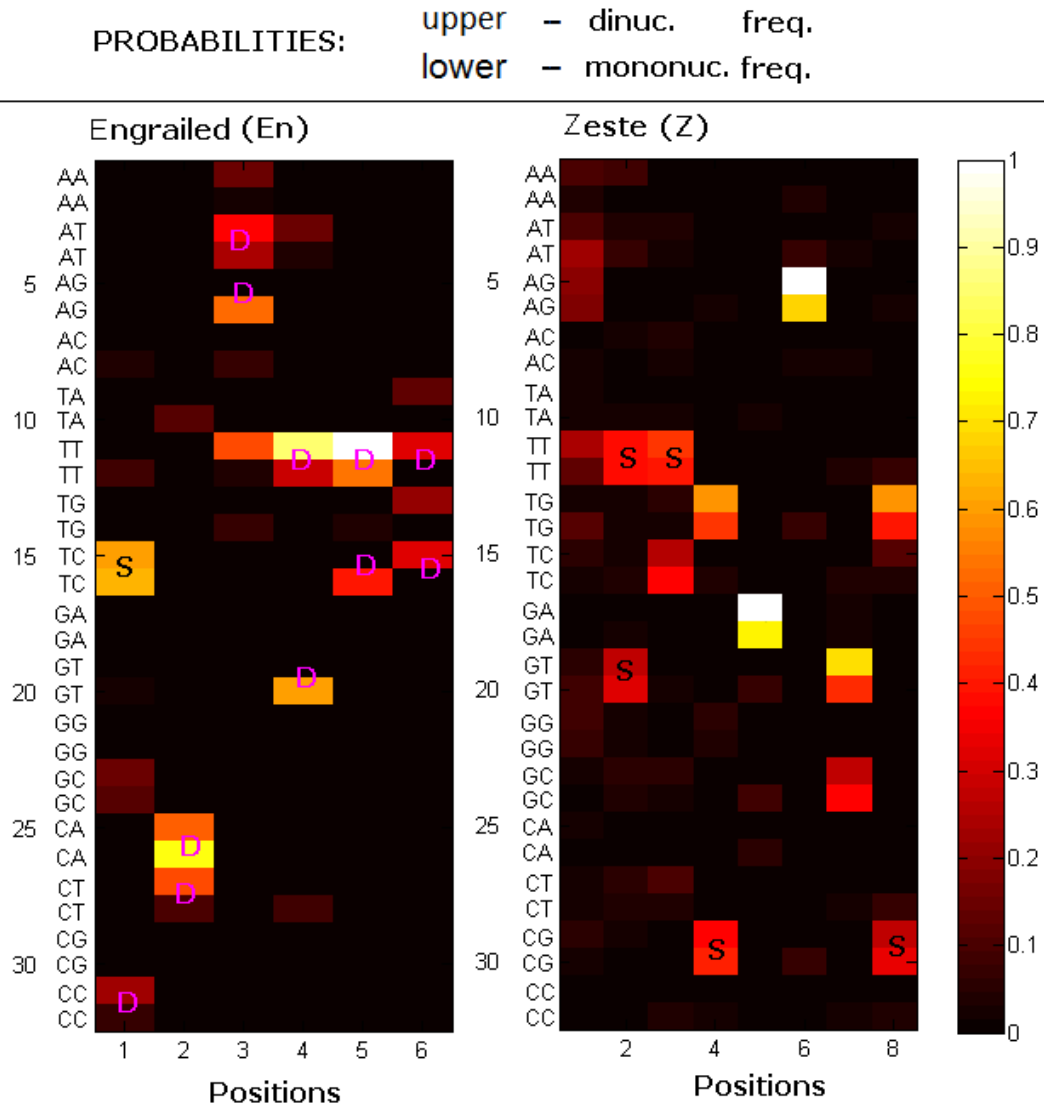 PROBABILITIES:
upper – dinuc. freq.
lower – mononuc. freq.
Engrailed (En)
Zeste (Z)
AA
AA
AT
AT
5 AG
AG
AC
AC
TA
10 TA
TT
TT
TG
TG
15 TC
TC
GA
GA
GT
20 GT
GG
GG
GC
GC
25 CA
CA
CT
CT
CG
30 CG
CC
CC
D
D
D D D
S D D
D
D
D
D
1 2 3 4 5 6
Positions
AA
AA
AT
AT
5 AG
AG
AC
AC
TA
10 TA
TT
TT
TG
TG
15 TC
TC
GA
GA
GT
20 GT
GG
GG
GC
GC
25 CA
CA
CT
CT
CG
30 CG
CC
CC
S S
S
S S
2 4 6 8
Positions
1
0.9
0.8
0.7
0.6
0.5
0.4
0.3
0.2
0.1
0